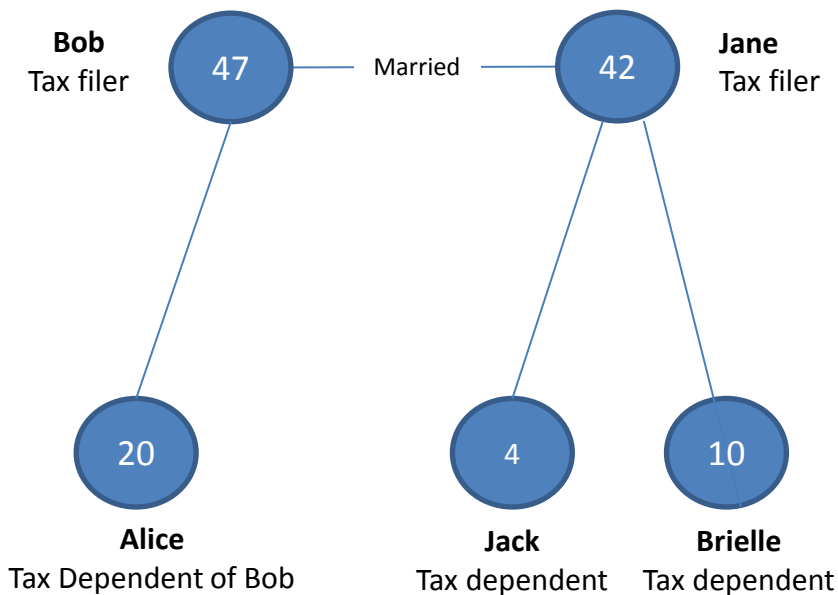 Bob
Tax filer
47
Married
42
Jane
Tax filer
20
4
10
Alice
Tax Dependent of Bob
Jack
Tax dependent
Brielle
Tax dependent